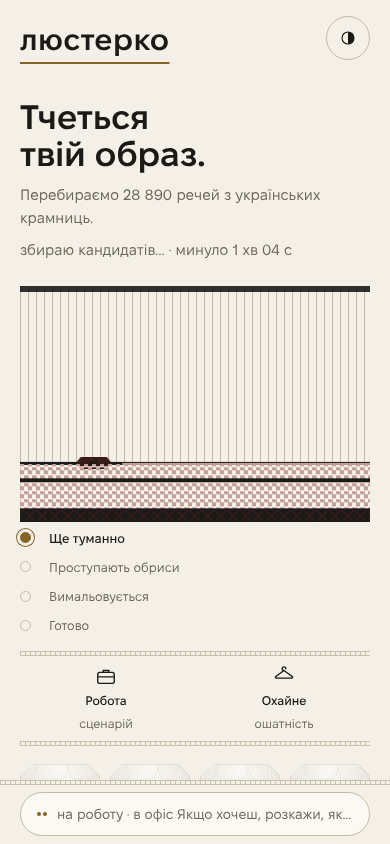 люстерко
Тчеться
твій образ.
Перебираємо 28 890 речей з українських
крамниць.
збираю кандидатів… · минуло 1 хв 04 с
Ще туманно
Проступають обриси
Вимальовується
Готово
Робота
Охайне
сценарій
ошатність
на роботу · в офіс Якщо хочеш, розкажи, як…